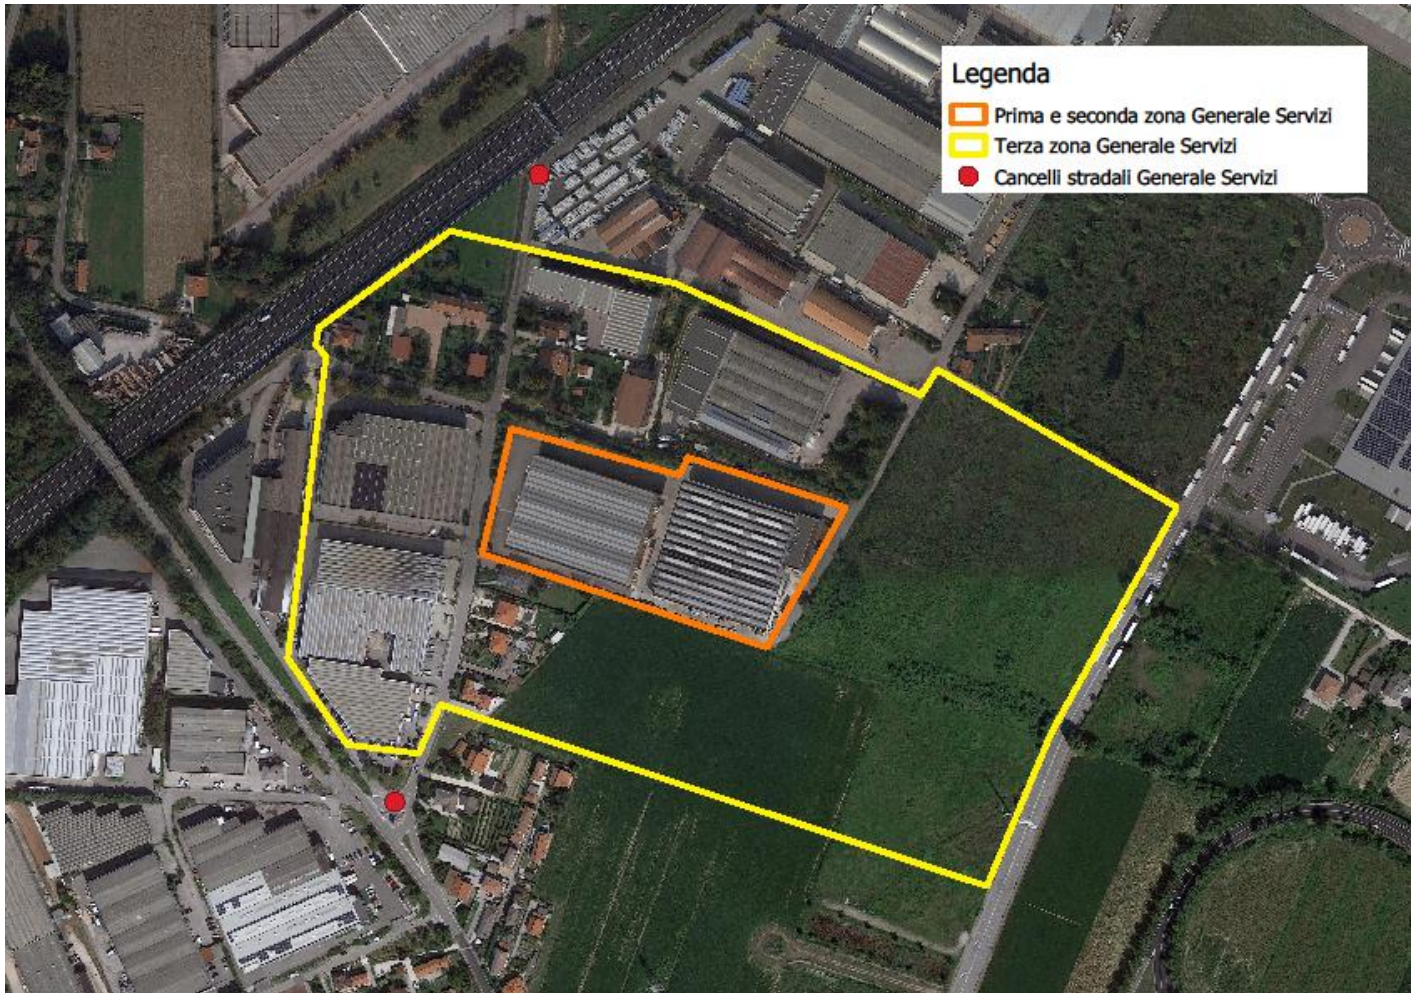 Legenda
Prima e seconda zona Generale Servizi
Terza zona Generale Servizi
Cancelli stradali Generale Servizi